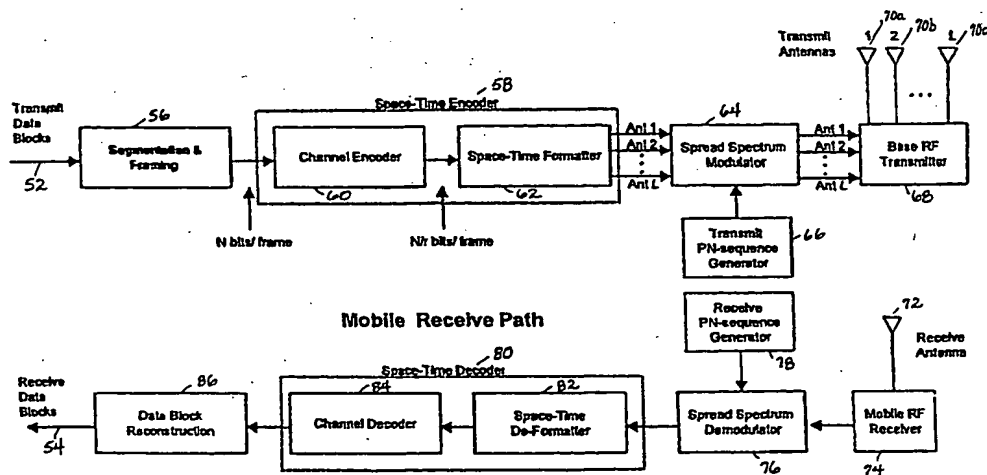 Transmit
Antennas
70a
70b
1
2
L
58
Space-Time Encoder
Transmit
Data
Blocks
52
56
Segmentation &
Framing
Channel Encoder
60
Space-Time Formatter
62
Ant 1
Ant 2
Ant L
64
Spread Spectrum
Modulator
Ant 1
Ant 2
Ant L
Base RF
Transmitter
68
N bits/ frame
N/r bits/ frame
Transmit
PN-sequence
Generator
66
Mobile Receive Path
Receive
PN-sequence
Generator
78
72
Receive
Antenna
80
Space-Time Decoder
Receive
Data
Blocks
54
86
Data Block
Reconstruction
84
Channel Decoder
82
Space-Time
De-Formatter
Spread Spectrum
Demodulator
76
Mobile RF
Receiver
74